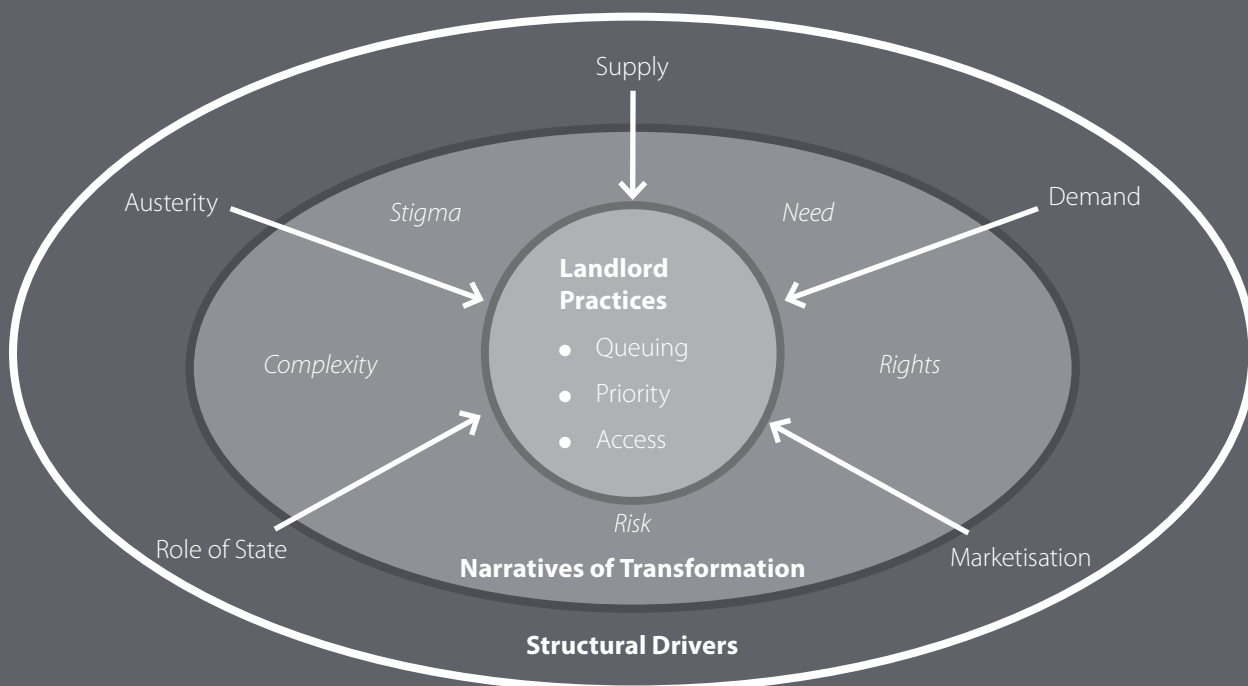 Supply
Austerity
Demand
Stigma
Need
Landlord
Practices
● Queuing
● Priority
● Access
Complexity
Rights
Risk
Role of State
Marketisation
Narratives of Transformation
Structural Drivers